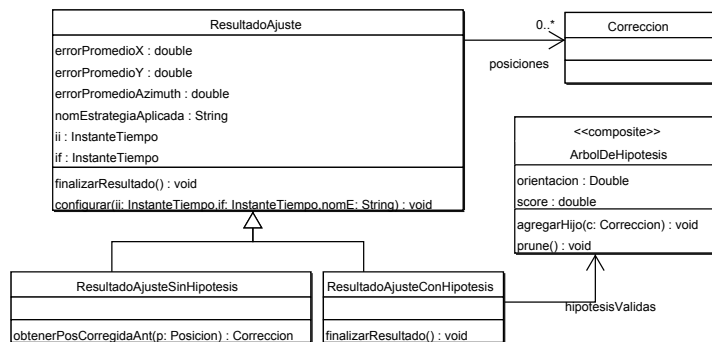 ResultadoAjuste
errorPromedioX : double
errorPromedioY : double
errorPromedioAzimuth : double
nomEstrategiaAplicada : String
ii : InstanteTiempo
if : InstanteTiempo
finalizarResultado() : void
configurar(ii: InstanteTiempo,if: InstanteTiempo,nomE: String) : void
0..*
posiciones
Correccion
<<composite>>
ArbolDeHipotesis
orientacion : Double
score : double
agregarHijo(c: Correccion) : void
prune() : void
ResultadoAjusteSinHipotesis
obtenerPosCorregidaAnt(p: Posicion) : Correccion
ResultadoAjusteConHipotesis
finalizarResultado() : void
hipotesisValidas